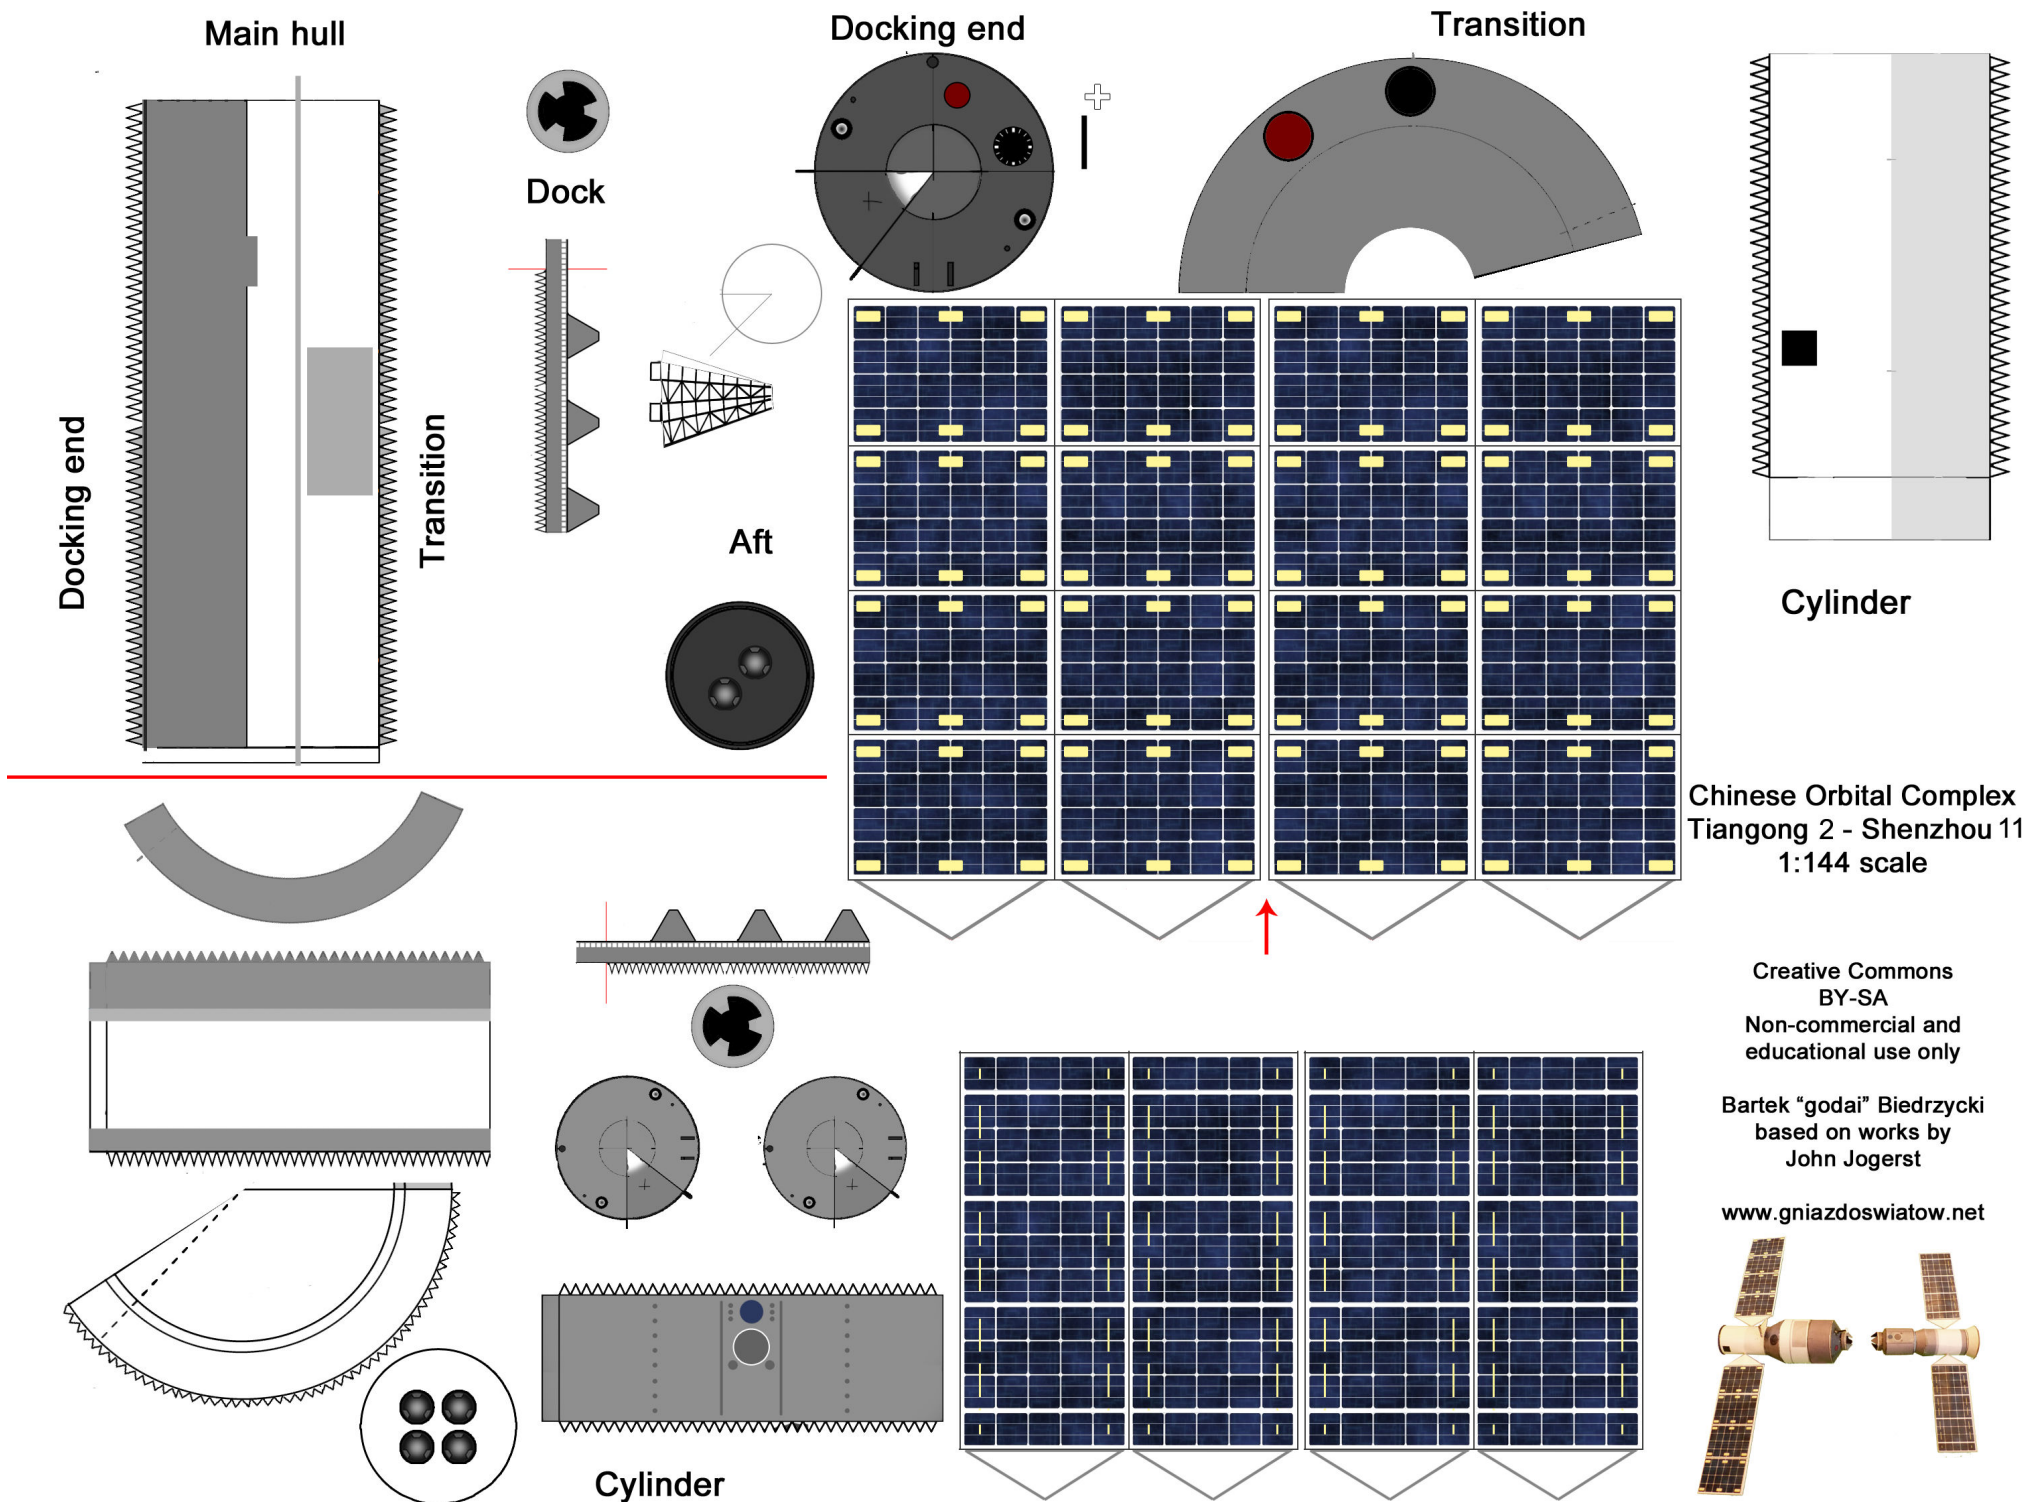 Main hull
Docking end
Transition
Dock
Docking end
Transition
Aft
Cylinder
Chinese Orbital Complex
Tiangong 2 - Shenzhou 11
1:144 scale
Creative Commons
BY-SA
Non-commercial and
educational use only
Bartek “godai” Biedrzycki
based on works by
John Jogerst
www.gniazdoswiatow.net
Cylinder